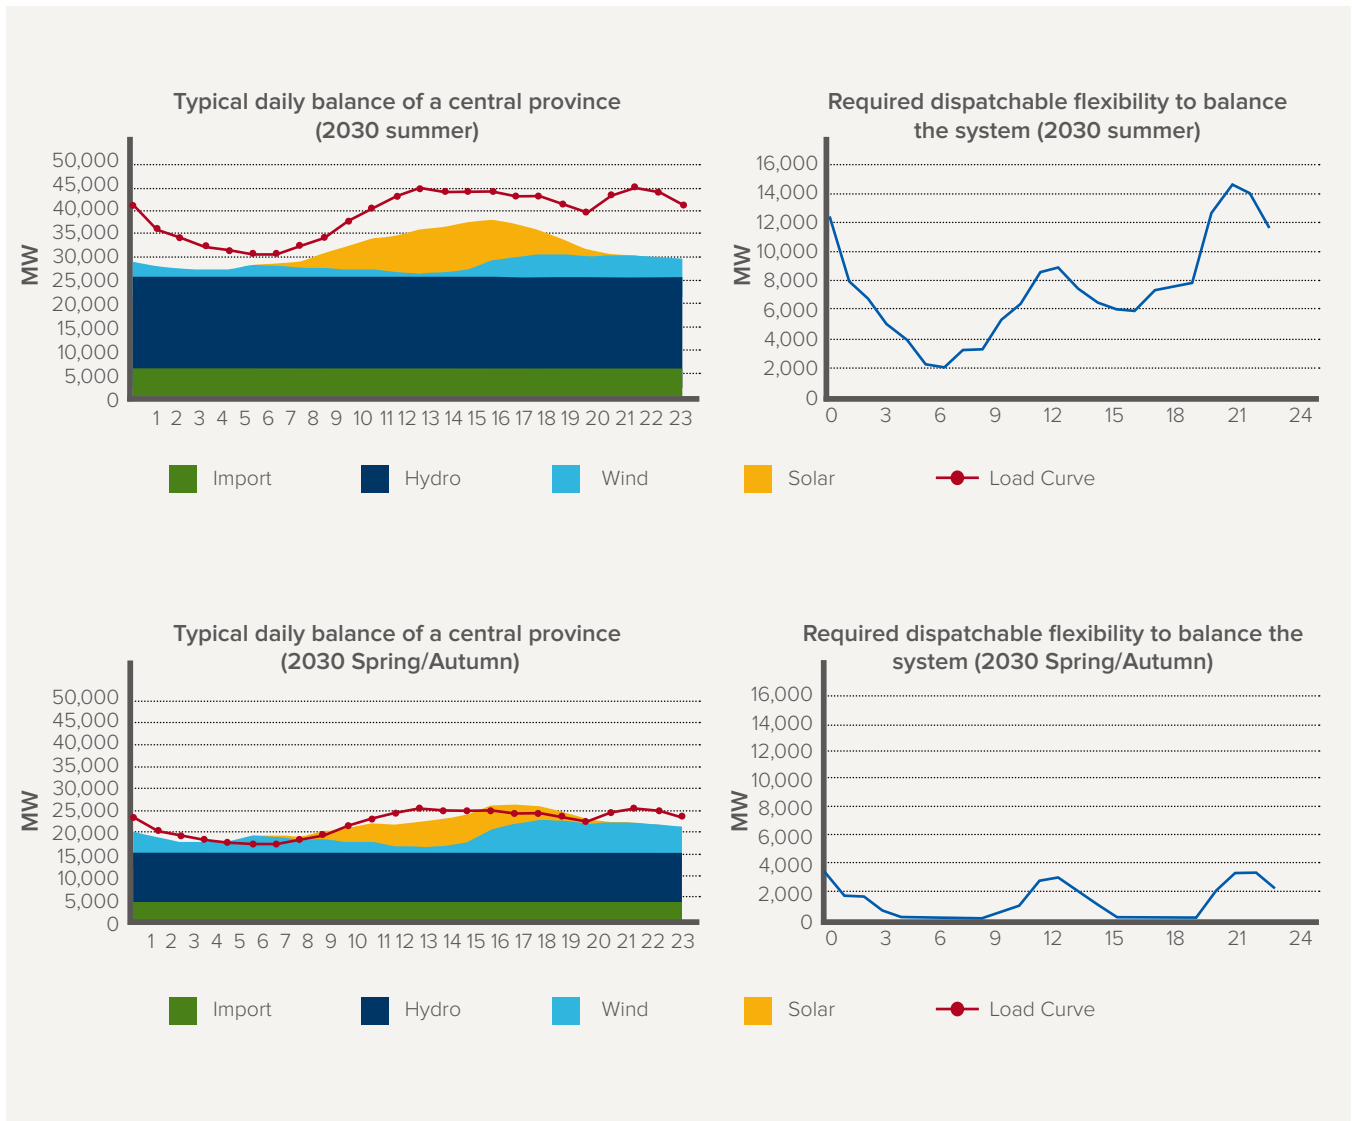 Typical daily balance of a central province
(2030 summer)
MW
50,000
45,000
40,000
35,000
30,000
25,000
20,000
15,000
10,000
5,000
0
1 2 3 4 5 6 7 8 9 10 11 12 13 14 15 16 17 18 19 20 21 22 23
Required dispatchable flexibility to balance
the system (2030 summer)
MW
16,000
14,000
12,000
10,000
8,000
6,000
4,000
2,000
0
0 3 6 9 12 15 18 21 24
Import Hydro Wind Solar Load Curve
Typical daily balance of a central province
(2030 Spring/Autumn)
MW
50,000
45,000
40,000
35,000
30,000
25,000
20,000
15,000
10,000
5,000
0
1 2 3 4 5 6 7 8 9 10 11 12 13 14 15 16 17 18 19 20 21 22 23
Required dispatchable flexibility to balance the
system (2030 Spring/Autumn)
MW
16,000
14,000
12,000
10,000
8,000
6,000
4,000
2,000
0
0 3 6 9 12 15 18 21 24
Import Hydro Wind Solar Load Curve